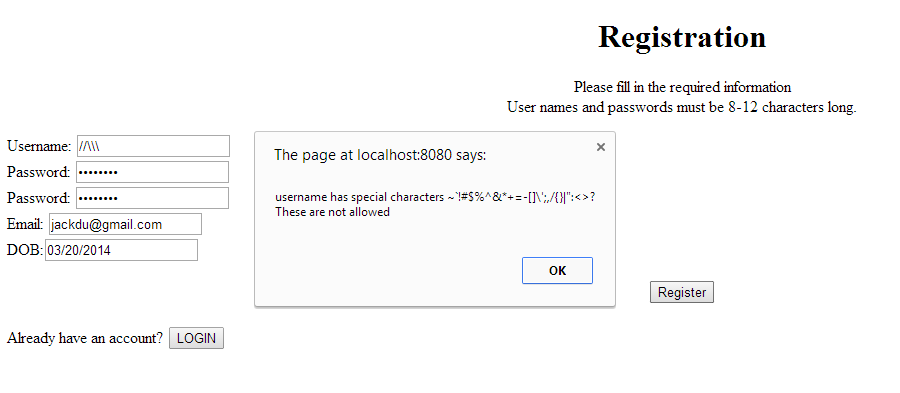 Registration
Please fill in the required information
User names and passwords must be 8-12 characters long.
Username: //\\\
Password: ••••••••
Password: ••••••••
Email: jackdu@gmail.com
DOB: 03/20/2014
The page at localhost:8080 says:
username has special characters ~`!#$%^&*+=-[]\';,/{}|":<>?
These are not allowed
OK
Register
Already have an account? LOGIN